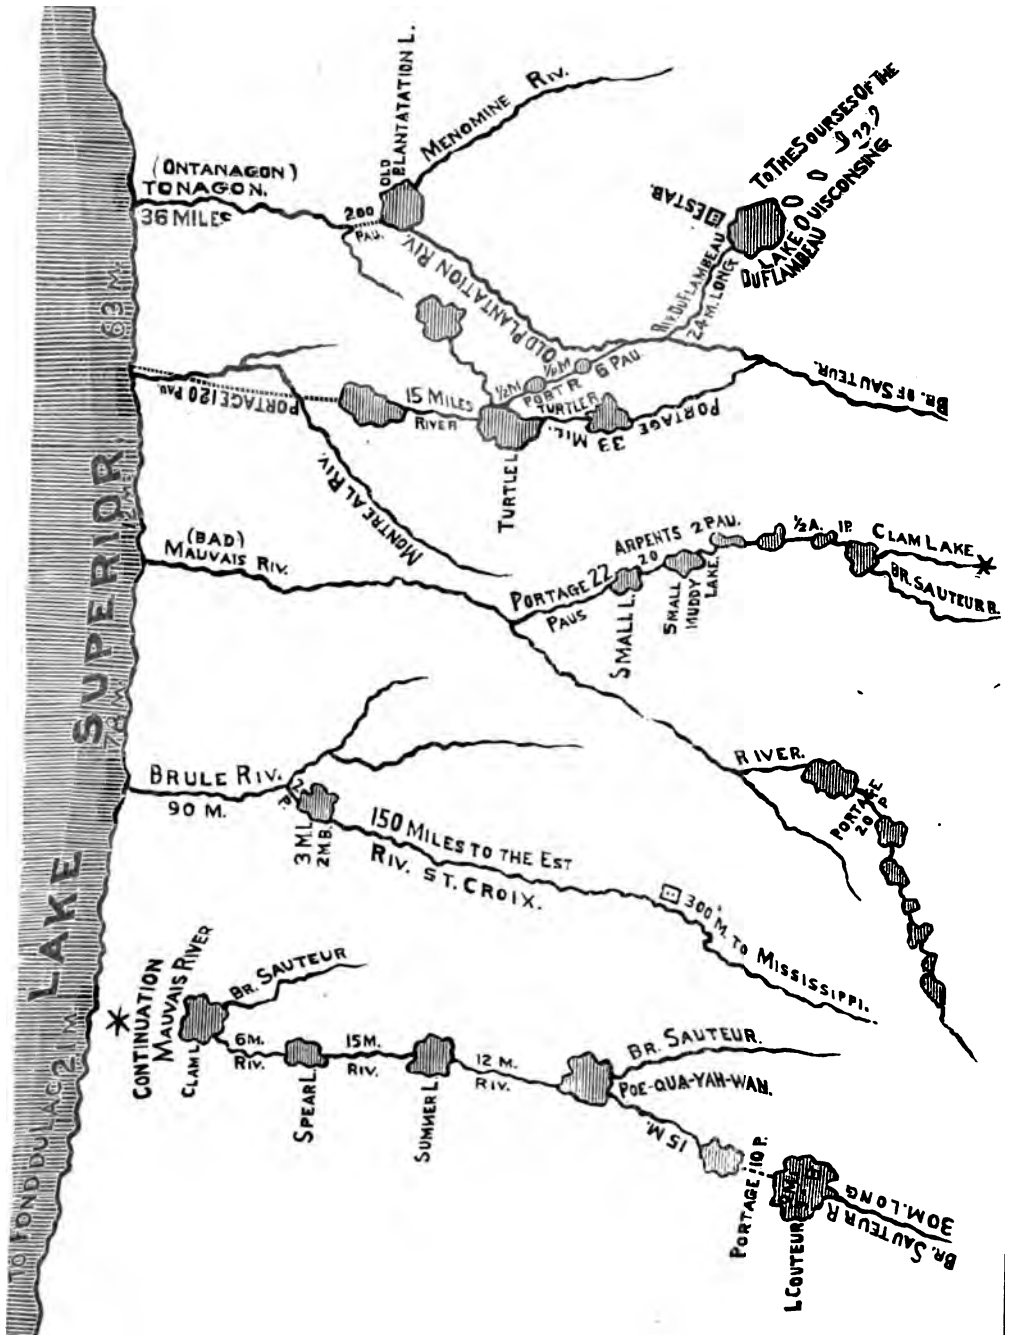 LAKE SUPERIOR
TO FOND DU LAC 21 M.
78 M.
12 M.
63 M.
(ONTANAGON)
TONAGON.
36 MILES
200
PAU.
OLD
PLANTATATION L.
MENOMINE RIV.
OLD PLANTATION RIV.
ESTAB.
TO THE SOURSES OF THE
OUISCONSING
LAKE
DU FLAMBEAU
RIV. DU FLAMBEAU
24 M. LONG
BR. OF SAUTEUR.
PORTAGE 120 PAU.
15 MILES
RIVER
½ M
½ M
6 PAU.
PORT R
TURTLER
TURTLE L.
33 MIL.
PORTAGE
MONTREAL RIV.
(BAD)
MAUVAIS RIV.
PORTAGE 22
PAUS
SMALL L.
ARPENTS 2 PAU.
20
SMALL
MUDDY
LAKE.
½ A.
1 P.
CLAM LAKE
BR. SAUTEUR R.
RIVER.
PORTAGE
20 P
BRULE RIV.
90 M.
2 P.
3 M. L
2 M. B.
150 MILES TO THE EST
RIV. ST. CROIX.
300 M. TO MISSISSIPPI.
CONTINUATION
MAUVAIS RIVER
CLAM L.
BR. SAUTEUR
6 M.
RIV.
SPEAR L.
15 M.
RIV.
SUMNER L.
12 M.
RIV.
BR. SAUTEUR.
POE-QUA-YAH-WAN.
15 M.
PORTAGE 10 P.
L COUTEUR
30 M. LONG
BR. SAUTEUR R